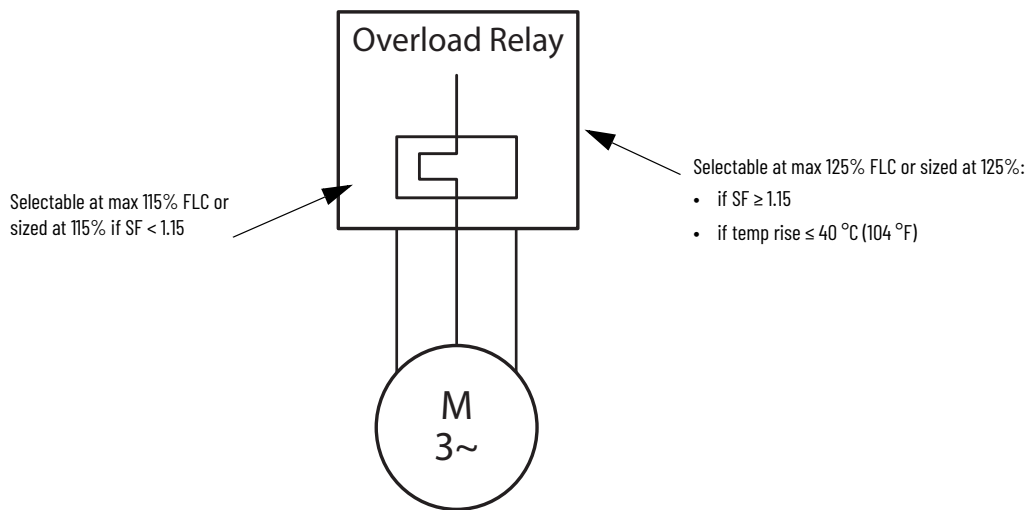 Overload Relay
Selectable at max 115% FLC or
sized at 115% if SF < 1.15
Selectable at max 125% FLC or sized at 125%:
• if SF ≥ 1.15
• if temp rise ≤ 40 °C (104 °F)
M
3~